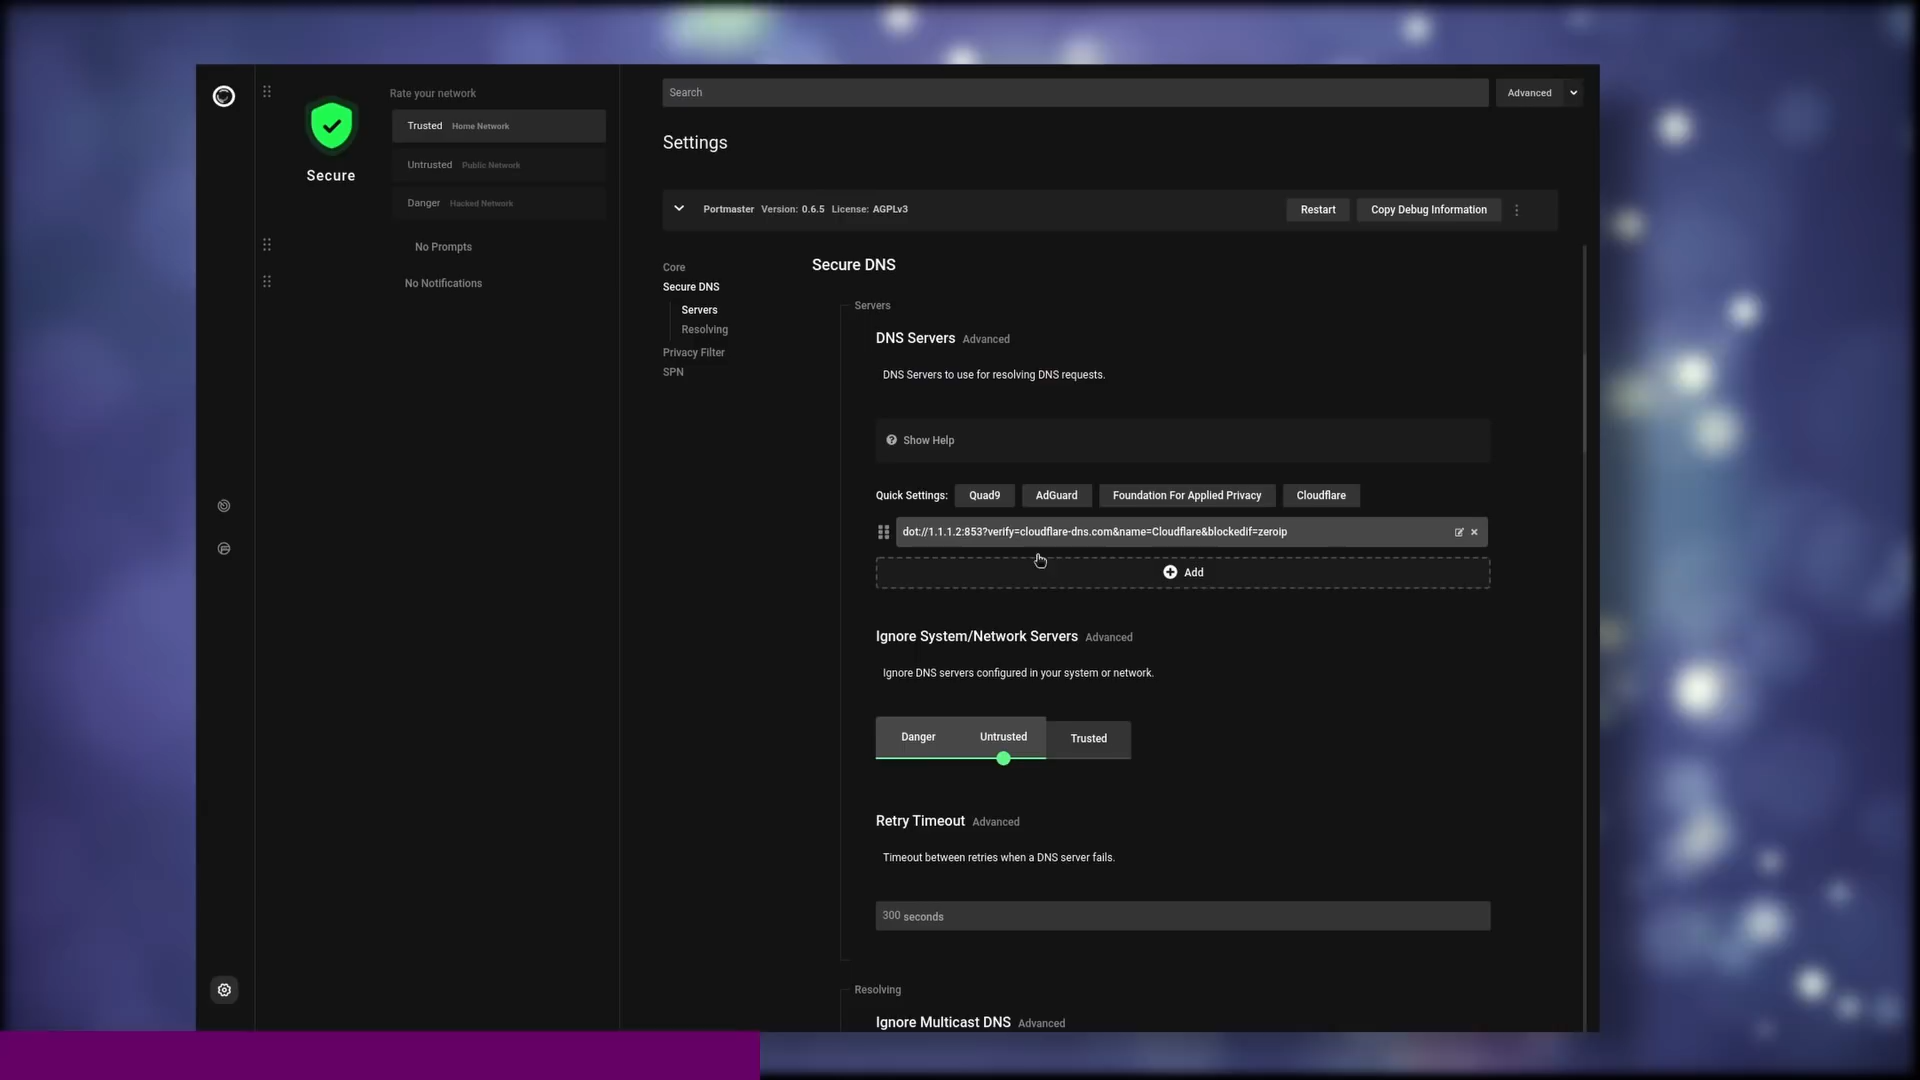 Rate your network
Trusted Home Network
Untrusted Public Network
Danger Hacked Network
Secure
No Prompts
No Notifications
Search
Advanced
Settings
Portmaster Version: 0.6.5 License: AGPLv3
Restart
Copy Debug Information
Core
Secure DNS
Servers
Resolving
Privacy Filter
SPN
Secure DNS
Servers
DNS Servers Advanced
DNS Servers to use for resolving DNS requests.
Show Help
Quick Settings: Quad9 AdGuard Foundation For Applied Privacy Cloudflare
dot://1.1.1.2:853?verify=cloudflare-dns.com&name=Cloudflare&blockedif=zeroip
Add
Ignore System/Network Servers Advanced
Ignore DNS servers configured in your system or network.
Danger Untrusted Trusted
Retry Timeout Advanced
Timeout between retries when a DNS server fails.
300 seconds
Resolving
Ignore Multicast DNS Advanced